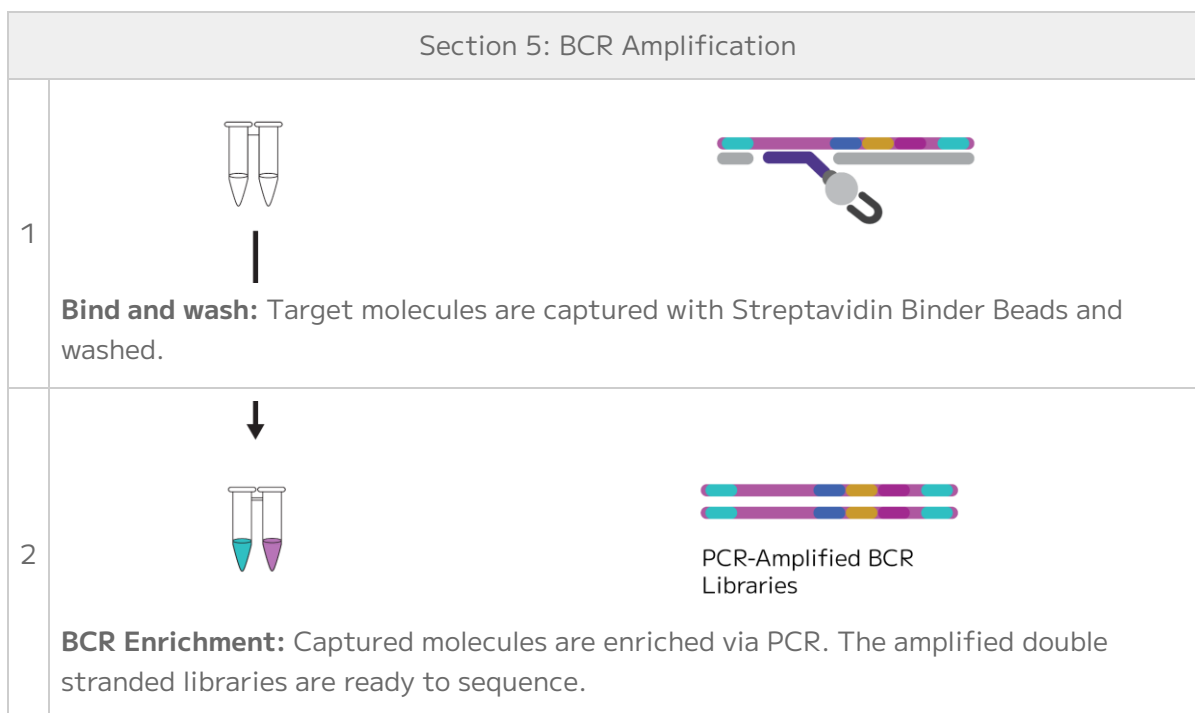 Section 5: BCR Amplification
1
Bind and wash: Target molecules are captured with Streptavidin Binder Beads and
washed.
2
PCR-Amplified BCR
Libraries
BCR Enrichment: Captured molecules are enriched via PCR. The amplified double
stranded libraries are ready to sequence.